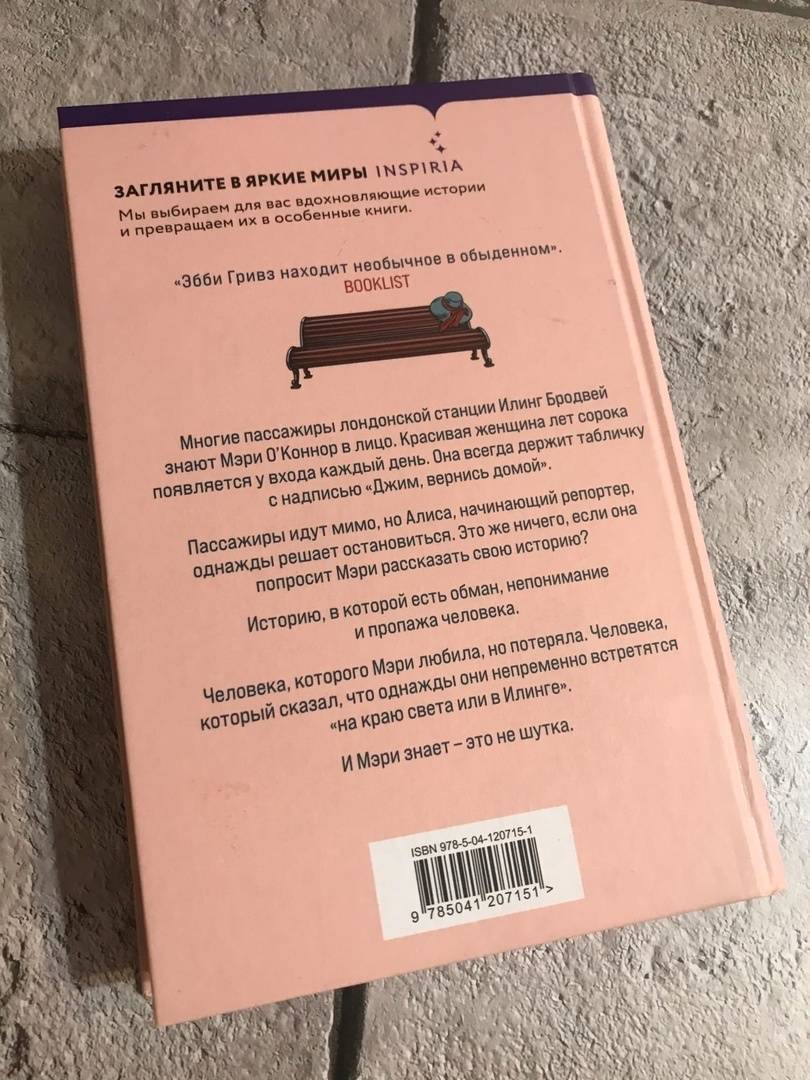 ЗАГЛЯНИТЕ В ЯРКИЕ МИРЫ INSPIRIA
Мы выбираем для вас вдохновляющие истории
и превращаем их в особенные книги.
«Эбби Гривз находит необычное в обыденном».
BOOKLIST
Многие пассажиры лондонской станции Илинг Бродвей
знают Мэри О'Коннор в лицо. Красивая женщина лет сорока
появляется у входа каждый день. Она всегда держит табличку
с надписью «Джим, вернись домой».
Пассажиры идут мимо, но Алиса, начинающий репортер,
однажды решает остановиться. Это же ничего, если она
попросит Мэри рассказать свою историю?
Историю, в которой есть обман, непонимание
и пропажа человека.
Человека, которого Мэри любила, но потеряла. Человека,
который сказал, что однажды они непременно встретятся
«на краю света или в Илинге».
И Мэри знает – это не шутка.
ISBN 978-5-04-120715-1
9 785041 207151 >